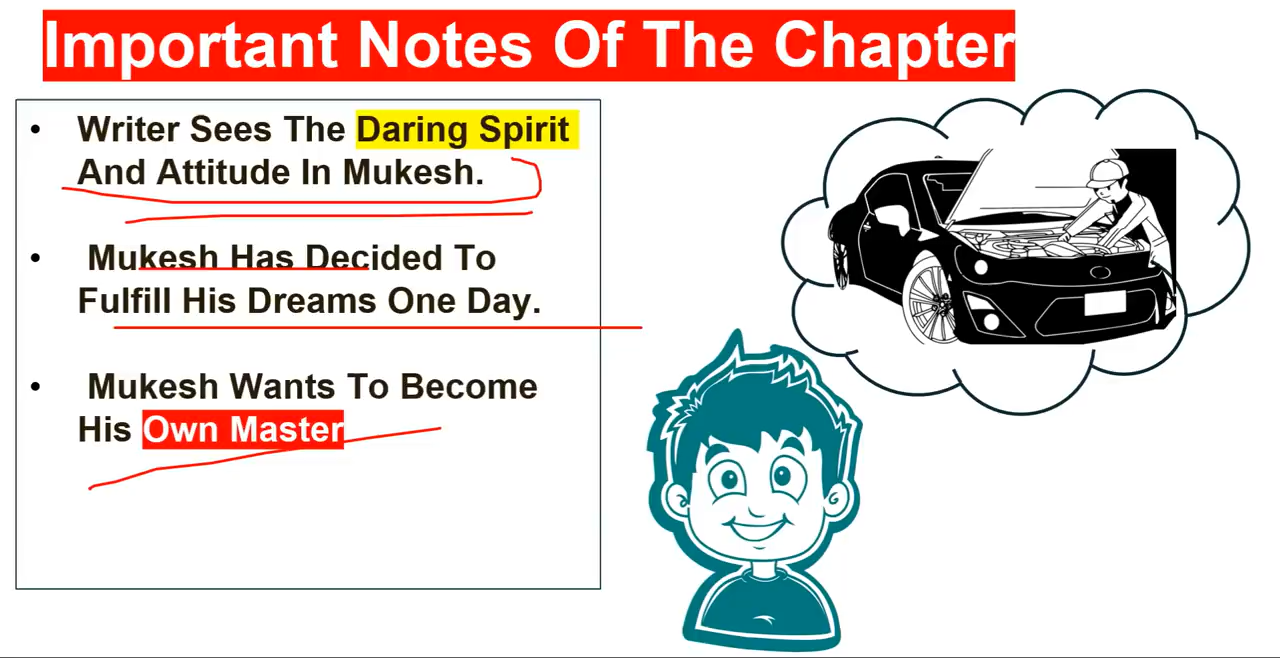 Important Notes Of The Chapter
• Writer Sees The Daring Spirit
And Attitude In Mukesh.
• Mukesh Has Decided To
Fulfill His Dreams One Day.
• Mukesh Wants To Become
His Own Master